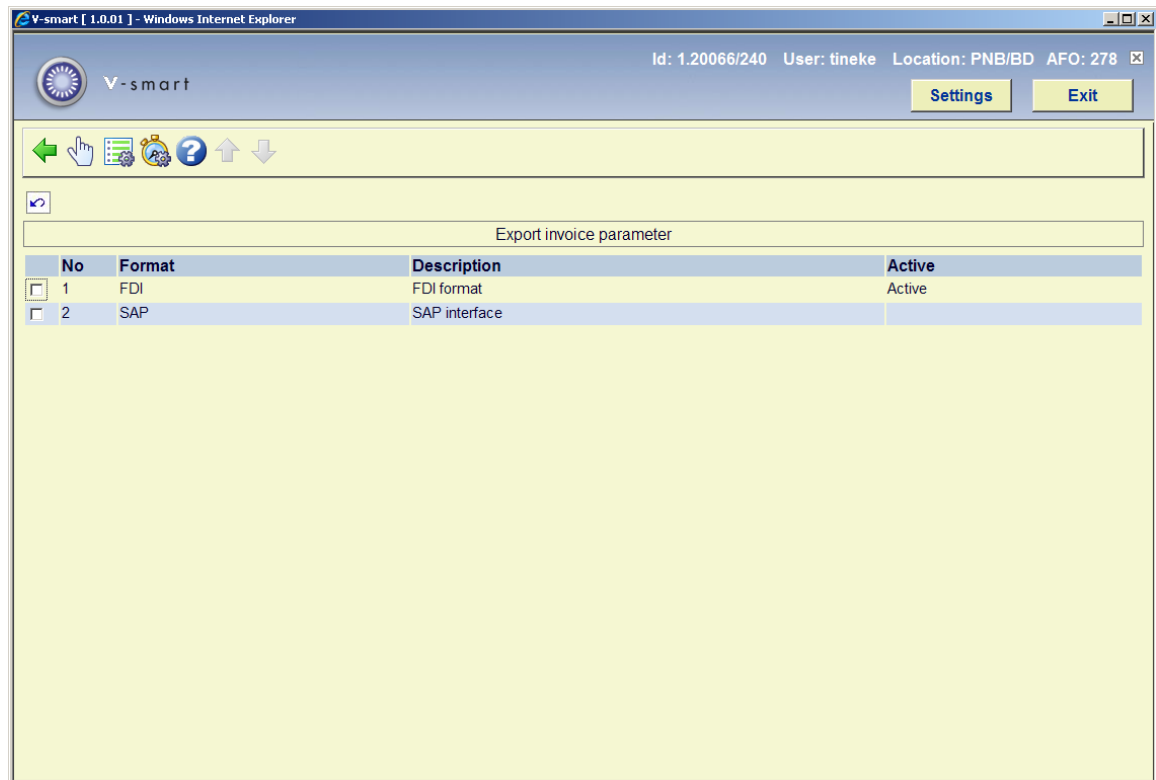 V-smart [ 1.0.01 ] - Windows Internet Explorer
Id: 1.20066/240 User: tineke Location: PNB/BD AFO: 278
V-smart
Settings Exit
Export invoice parameter
No Format Description Active
1 FDI FDI format Active
2 SAP SAP interface